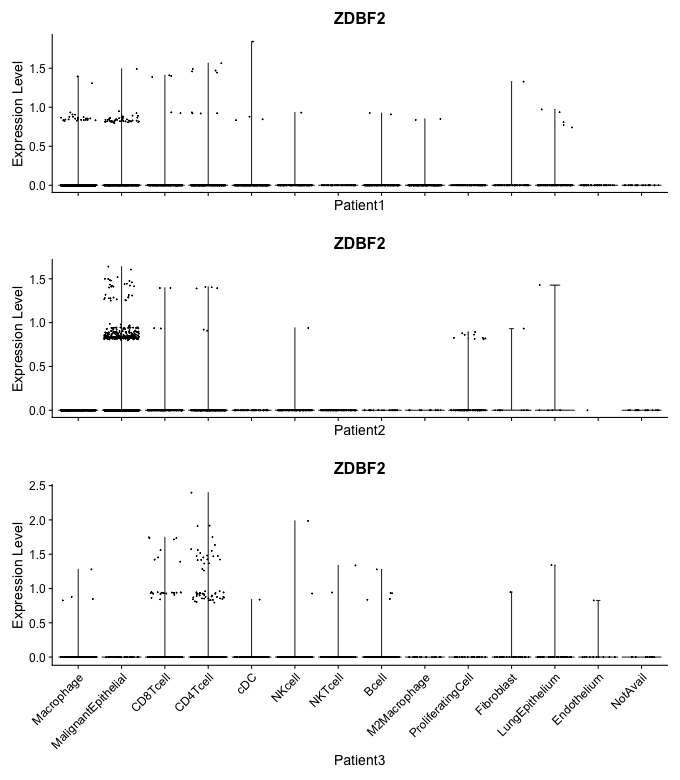 ZDBF2
Expression Level
1.5
1.0
0.5
0.0
Patient1
ZDBF2
Expression Level
1.5
1.0
0.5
0.0
Patient2
ZDBF2
Expression Level
2.5
2.0
1.5
1.0
0.5
0.0
Macrophage
MalignantEpithelial
CD8Tcell
CD4Tcell
cDC
NKcell
NKTcell
Bcell
M2Macrophage
ProliferatingCell
Fibroblast
LungEpithelium
Endothelium
NotAvail
Patient3